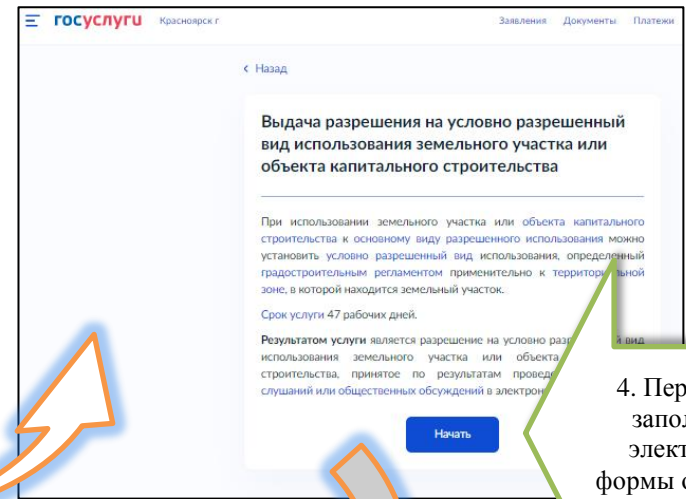 госуслуги Красноярск г Заявления Документы Платежи
Назад
Выдача разрешения на условно разрешенный
вид использования земельного участка или
объекта капитального строительства
При использовании земельного участка или объекта капитального
строительства к основному виду разрешенного использования можно
установить условно разрешенный вид использования, определенный
градостроительным регламентом применительно к территориальной
зоне, в которой находится земельный участок.
Срок услуги 47 рабочих дней.
Результатом услуги является разрешение на условно вид
использования земельного участка или объекта
строительства, принятое по результатам
слушаний или общественных обсуждений в
Начать
4.
формы